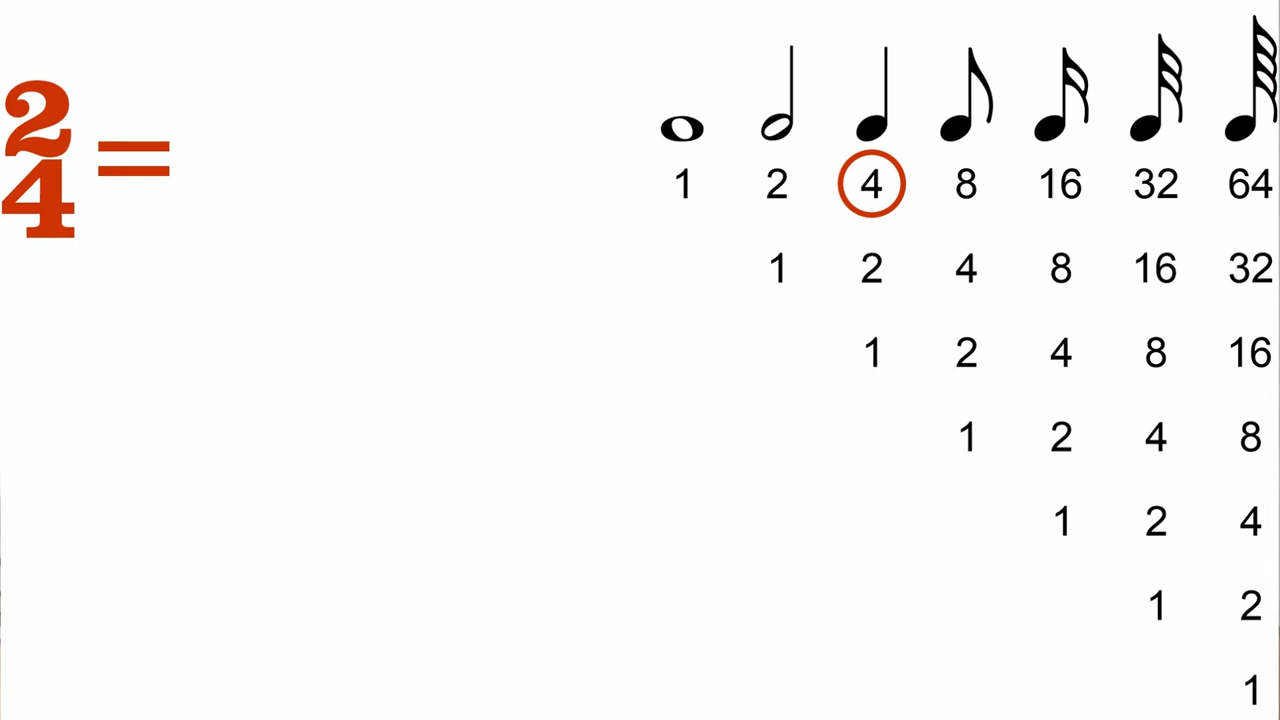 2
4 =
1 2 4 8 16 32 64
1 2 4 8 16 32
1 2 4 8 16
1 2 4 8
1 2 4
1 2
1